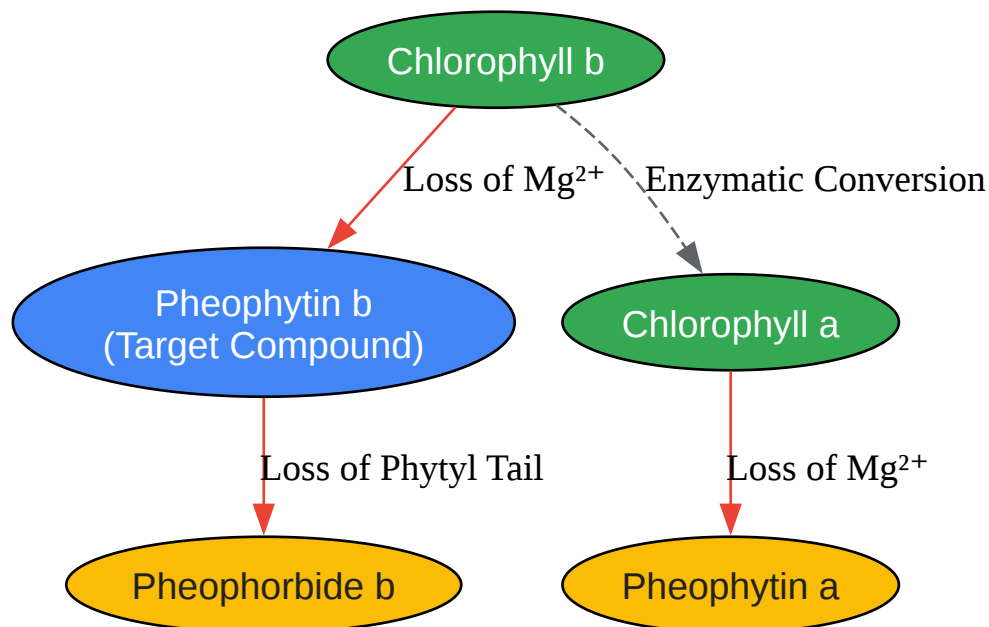 Chlorophyll b
Loss of Mg²⁺
Enzymatic Conversion
Pheophytin b
(Target Compound)
Chlorophyll a
Loss of Phytyl Tail
Loss of Mg²⁺
Pheophorbide b
Pheophytin a